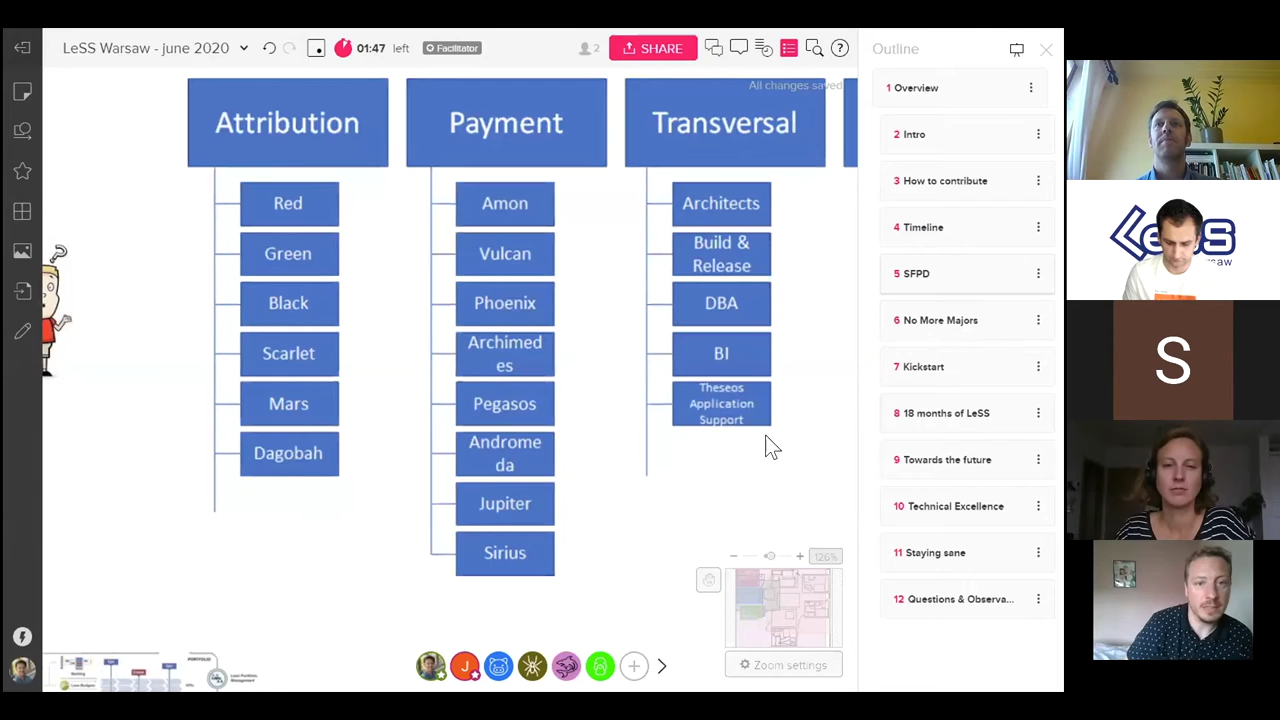 LeSS Warsaw - june 2020
01:47 left
Facilitator
2
SHARE
?
Outline
All changes saved
Attribution
Red
Green
Black
Scarlet
Mars
Dagobah
Payment
Amon
Vulcan
Phoenix
Archimed
es
Pegasos
Androme
da
Jupiter
Sirius
Transversal
Architects
Build &
Release
DBA
BI
Theseos
Application
Support
1 Overview
2 Intro
3 How to contribute
4 Timeline
5 SFPD
6 No More Majors
7 Kickstart
8 18 months of LeSS
9 Towards the future
10 Technical Excellence
11 Staying sane
12 Questions & Observa...
126%
Zoom settings
PORTFOLIO
J
LeSS
S